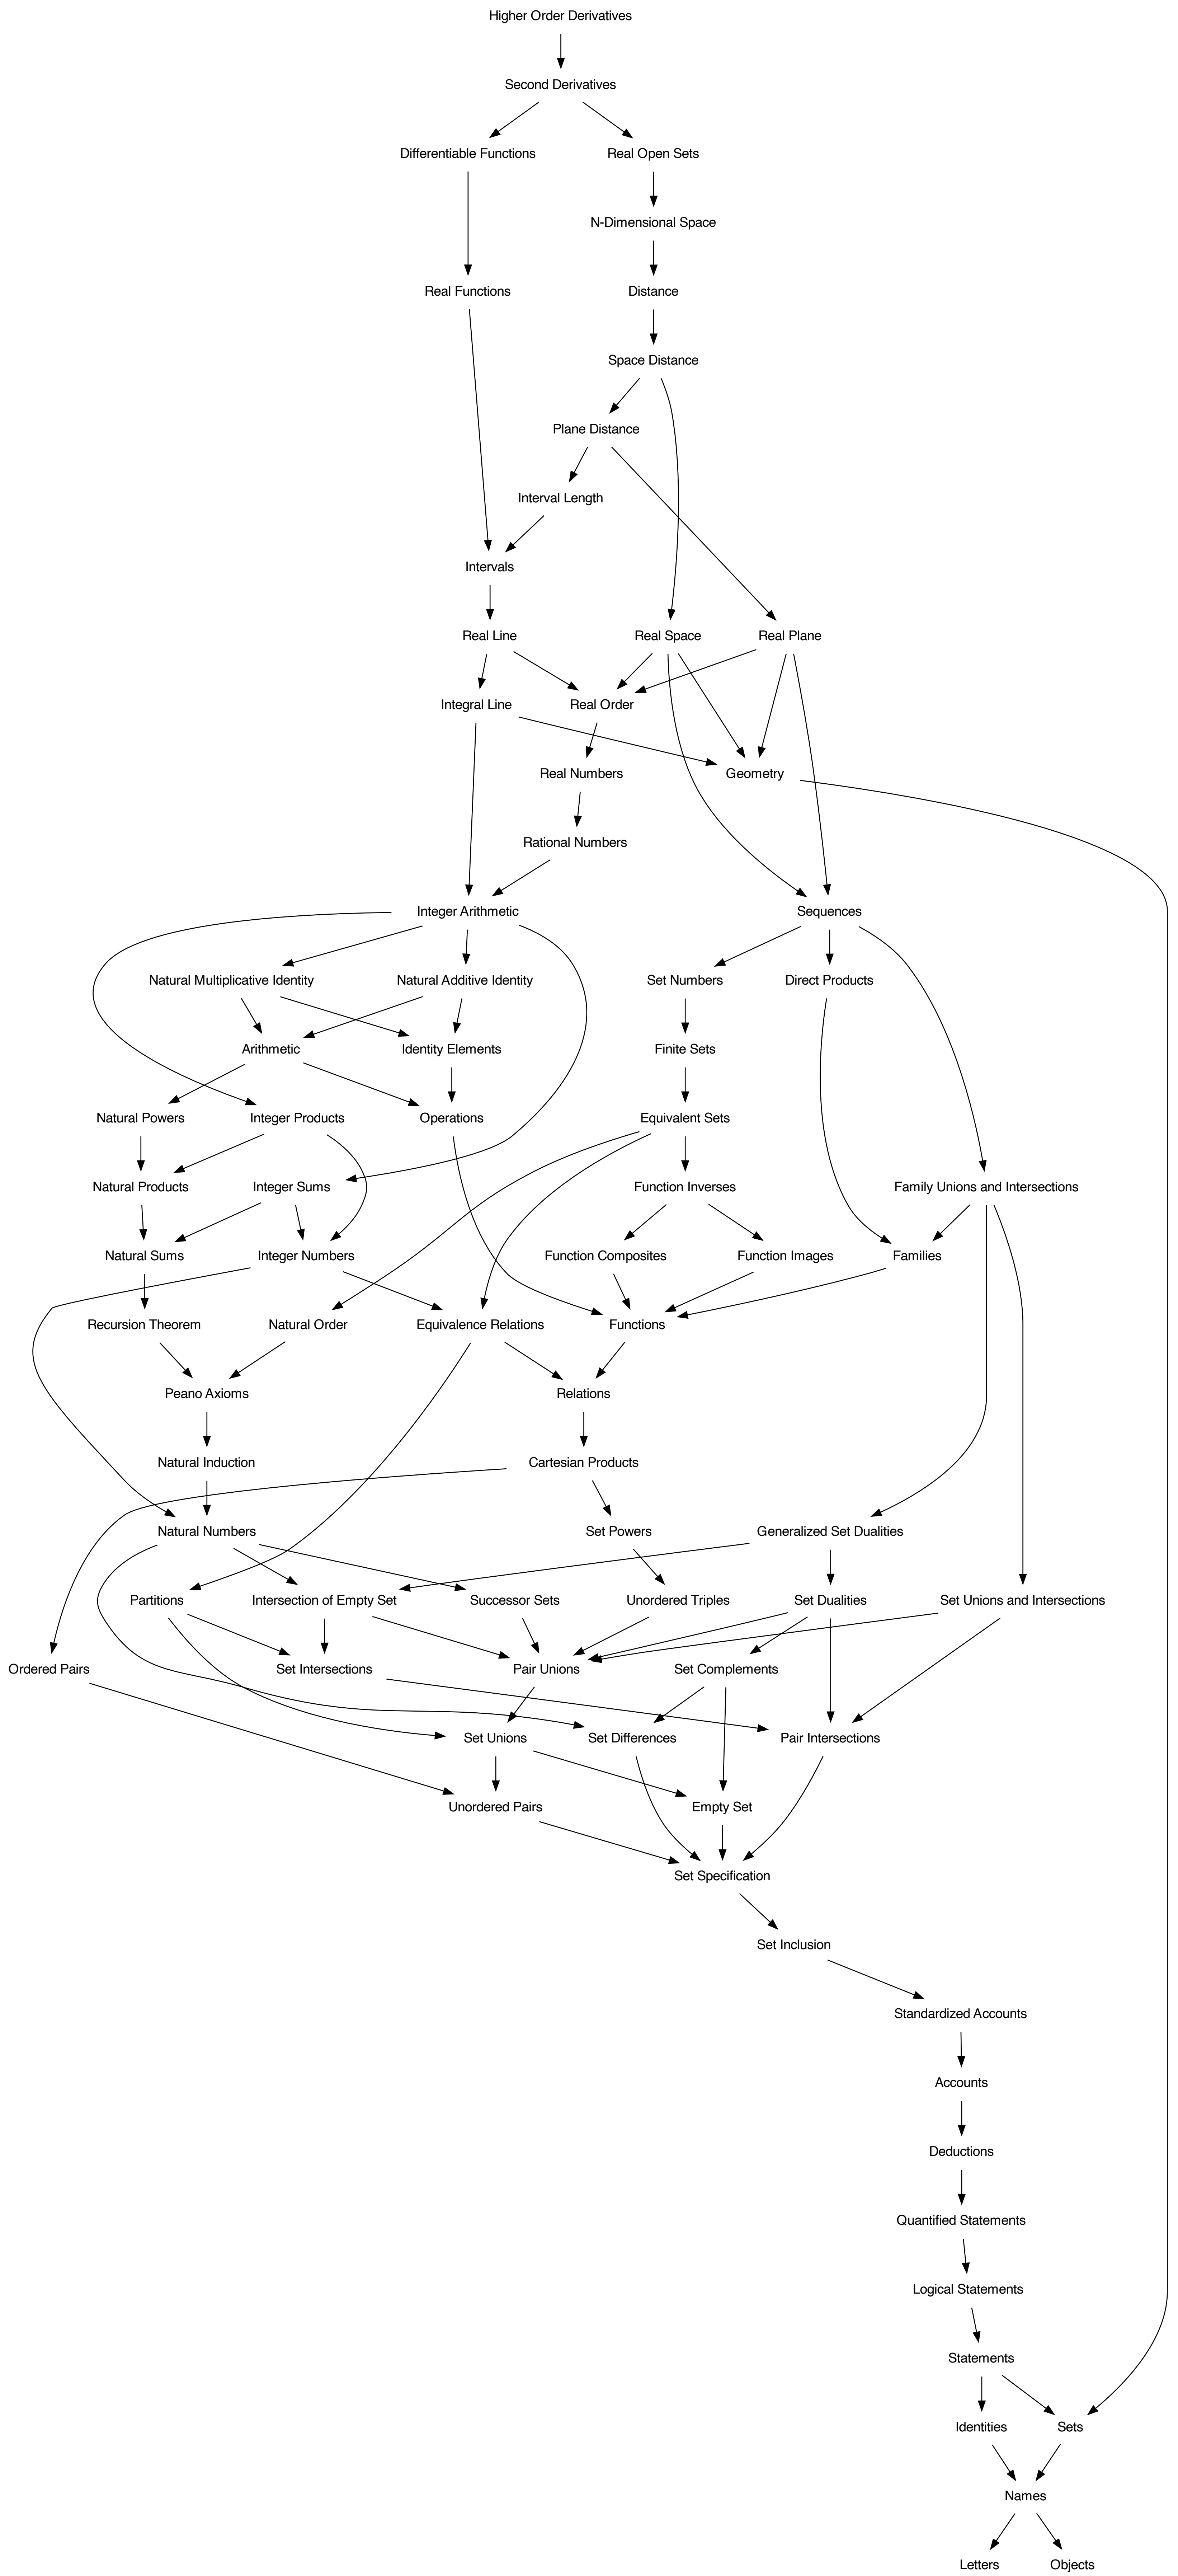 Higher Order Derivatives
Second Derivatives
Differentiable Functions
Real Open Sets
N-Dimensional Space
Real Functions
Distance
Space Distance
Plane Distance
Interval Length
Intervals
Real Line
Real Space
Real Plane
Integral Line
Real Order
Real Numbers
Geometry
Rational Numbers
Integer Arithmetic
Sequences
Natural Multiplicative Identity
Natural Additive Identity
Set Numbers
Direct Products
Arithmetic
Identity Elements
Finite Sets
Natural Powers
Integer Products
Operations
Equivalent Sets
Natural Products
Integer Sums
Function Inverses
Family Unions and Intersections
Natural Sums
Integer Numbers
Function Composites
Function Images
Families
Recursion Theorem
Natural Order
Equivalence Relations
Functions
Peano Axioms
Relations
Natural Induction
Cartesian Products
Natural Numbers
Set Powers
Generalized Set Dualities
Partitions
Intersection of Empty Set
Successor Sets
Unordered Triples
Set Dualities
Set Unions and Intersections
Ordered Pairs
Set Intersections
Pair Unions
Set Complements
Set Unions
Set Differences
Pair Intersections
Unordered Pairs
Empty Set
Set Specification
Set Inclusion
Standardized Accounts
Accounts
Deductions
Quantified Statements
Logical Statements
Statements
Identities
Sets
Names
Letters
Objects